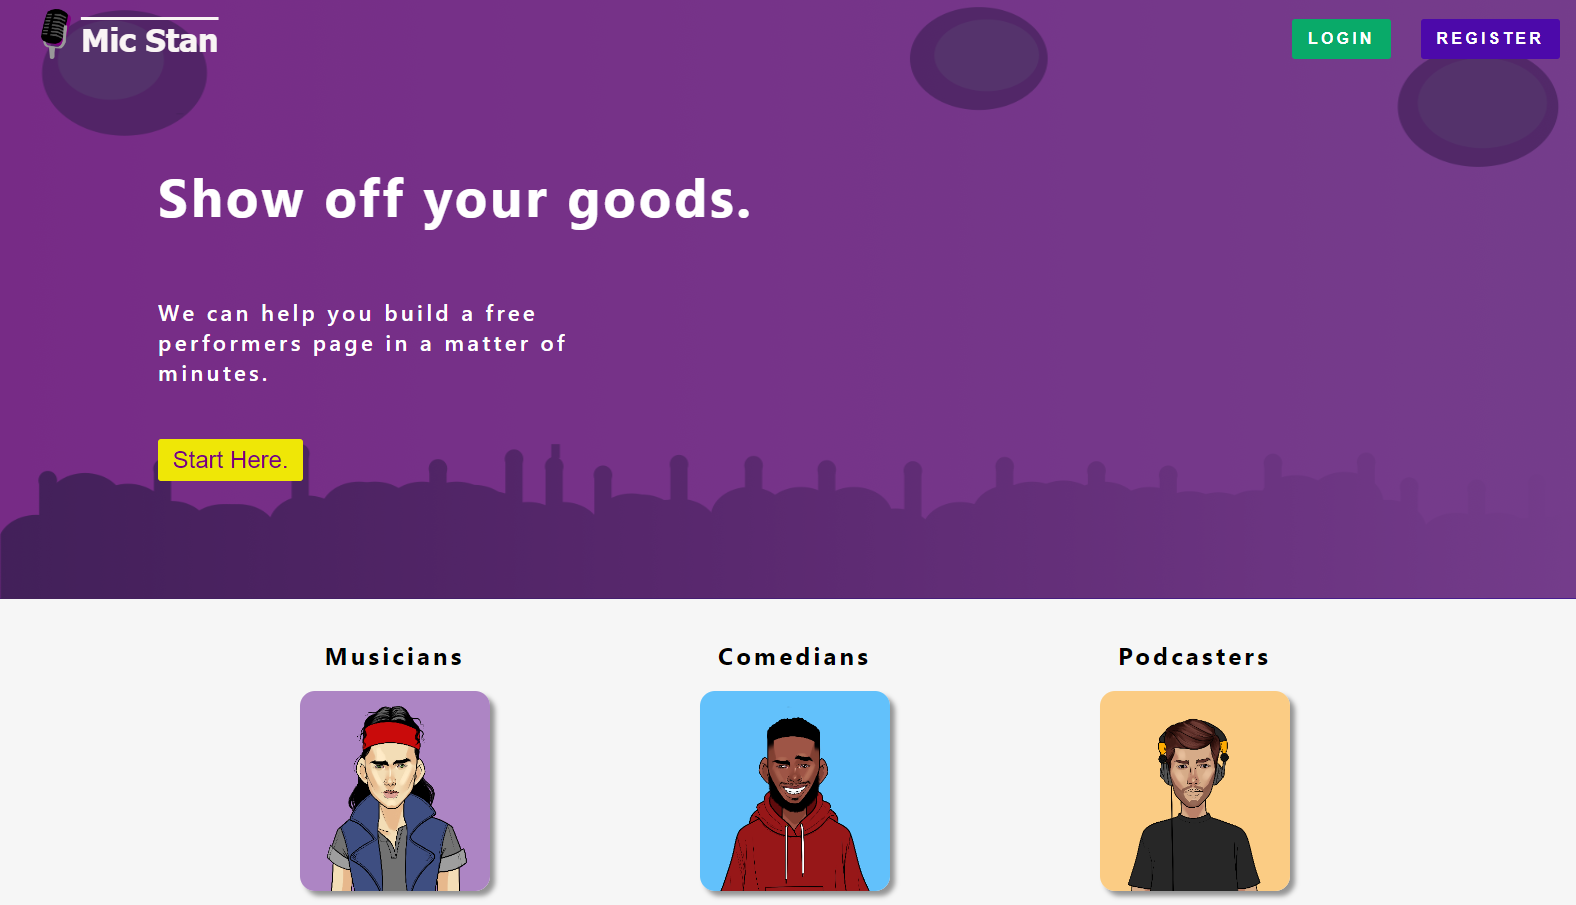 Mic Stan
LOGIN
REGISTER
Show off your goods.
We can help you build a free
performers page in a matter of
minutes.
Start Here.
Musicians
Comedians
Podcasters